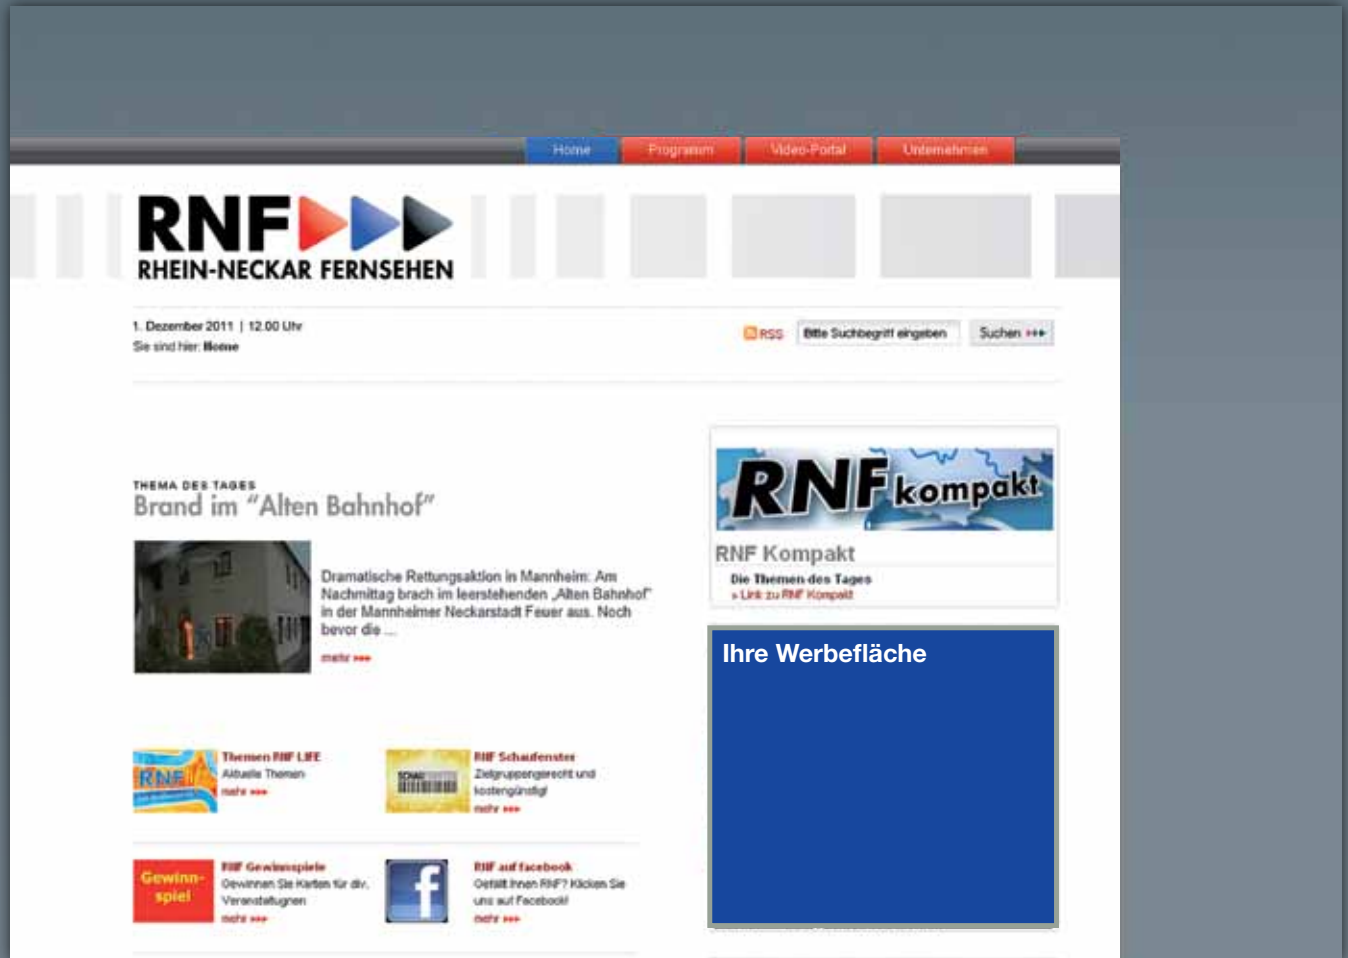 Home Programm Video-Portal Unternehmen
RNF
RHEIN-NECKAR FERNSEHEN
1. Dezember 2011 | 12.00 Uhr
Sie sind hier: Home
RSS Bitte Suchbegriff eingeben Suchen
THEMA DES TAGES
Brand im "Alten Bahnhof"
Dramatische Rettungsaktion in Mannheim: Am
Nachmittag brach im leerstehenden „Alten Bahnhof"
in der Mannheimer Neckarstadt Feuer aus. Noch
bevor die ...
mehr
RNF kompakt
RNF Kompakt
Die Themen des Tages
» Link zu RNF Kompakt
Ihre Werbefläche
RNF
Themen RNF LIFE
Aktuelle Themen
mehr
SCHAU
RNF Schaufenster
Zielgruppengerecht und
kostengünstig!
mehr
Gewinn-
spiel
RNF Gewinnspiele
Gewinnen Sie Karten für div.
Veranstaltugnen
mehr
f
RNF auf facebook
Gefällt Ihnen RNF? Klicken Sie
uns auf Facebook!
mehr